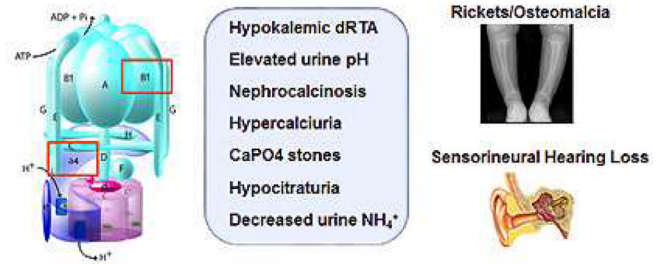 ADP + Pi
ATP
B1
A
B1
G
E
E
G
H
a4
D
F
H⁺
H⁺
Hypokalemic dRTA
Elevated urine pH
Nephrocalcinosis
Hypercalciuria
CaPO4 stones
Hypocitraturia
Decreased urine NH₄⁺
Rickets/Osteomalcia
Sensorineural Hearing Loss